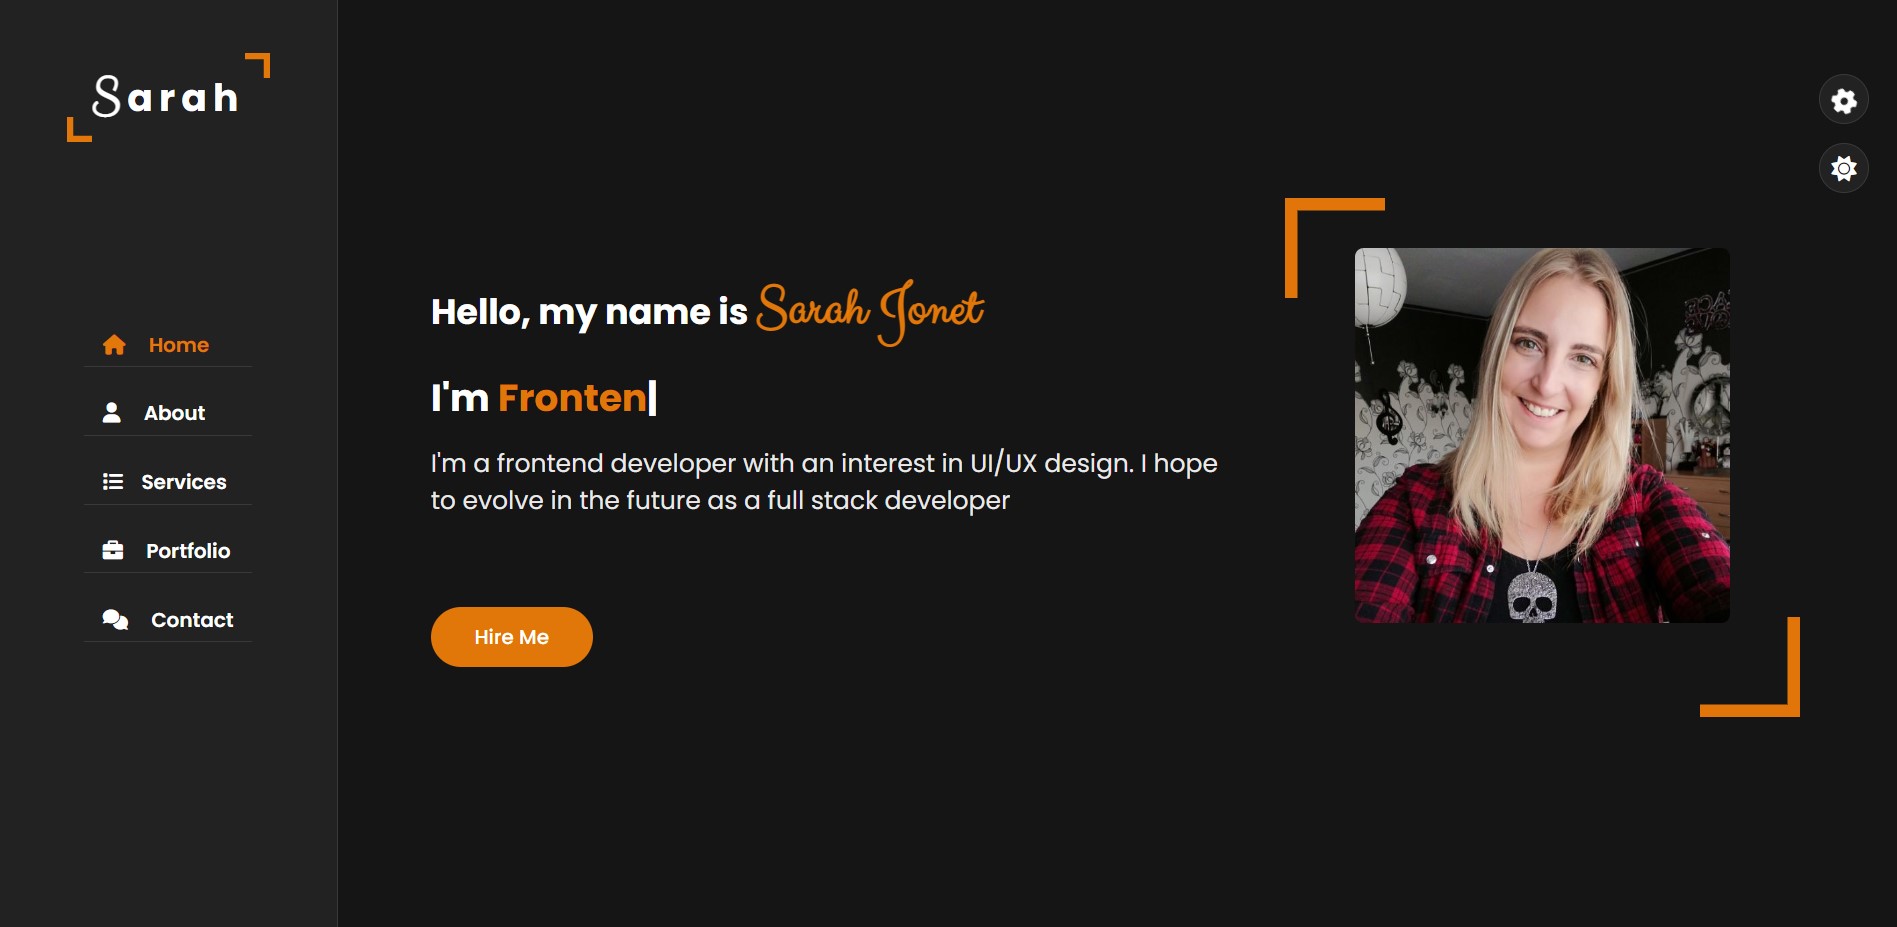 Sarah
Home
About
Services
Portfolio
Contact
Hello, my name is Sarah Jonet
I'm Fronten
I'm a frontend developer with an interest in UI/UX design. I hope
to evolve in the future as a full stack developer
Hire Me